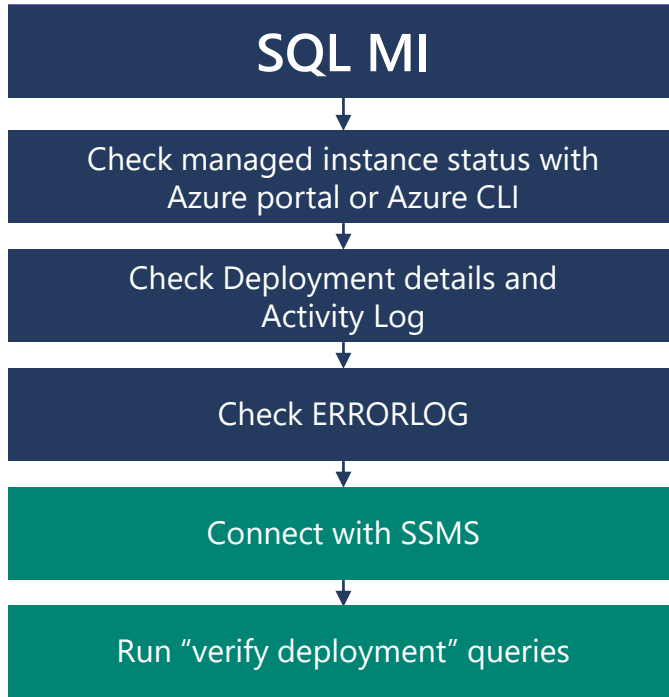 SQL MI
Check managed instance status with
Azure portal or Azure CLI
Check Deployment details and
Activity Log
Check ERRORLOG
Connect with SSMS
Run “verify deployment” queries